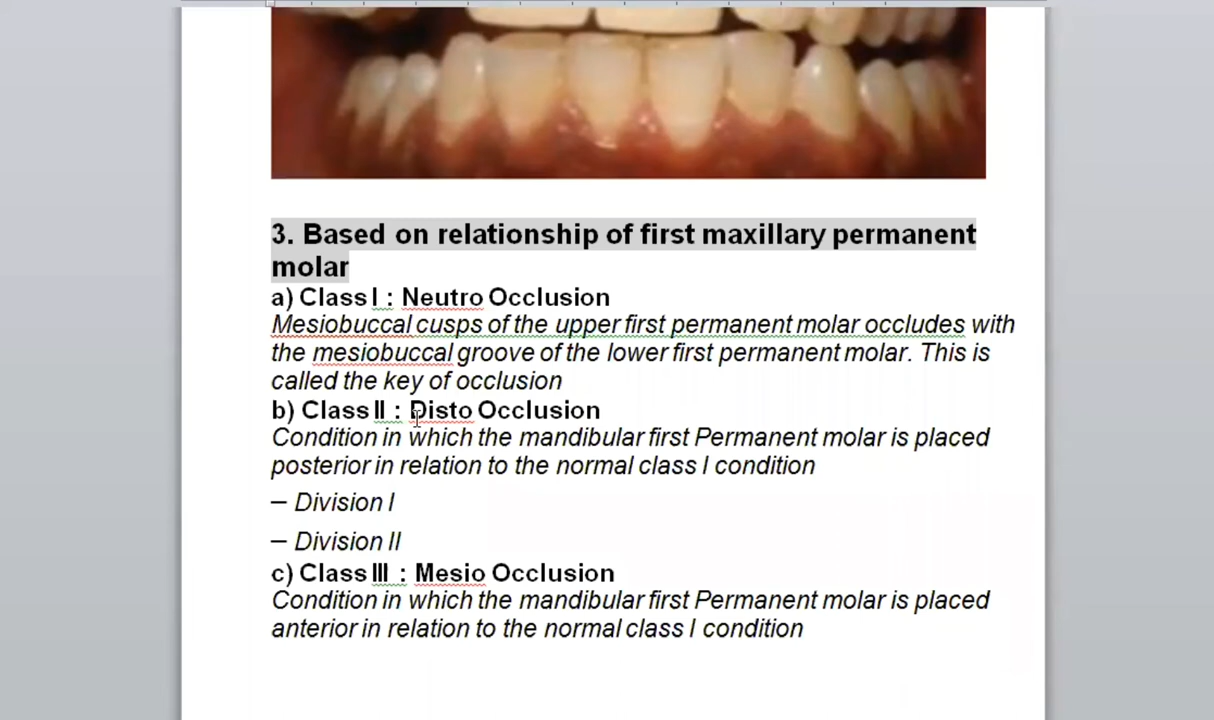 3. Based on relationship of first maxillary permanent
molar
a) Class I : Neutro Occlusion
Mesiobuccal cusps of the upper first permanent molar occludes with
the mesiobuccal groove of the lower first permanent molar. This is
called the key of occlusion
b) Class II : Disto Occlusion
Condition in which the mandibular first Permanent molar is placed
posterior in relation to the normal class I condition
– Division I
– Division II
c) Class III : Mesio Occlusion
Condition in which the mandibular first Permanent molar is placed
anterior in relation to the normal class I condition